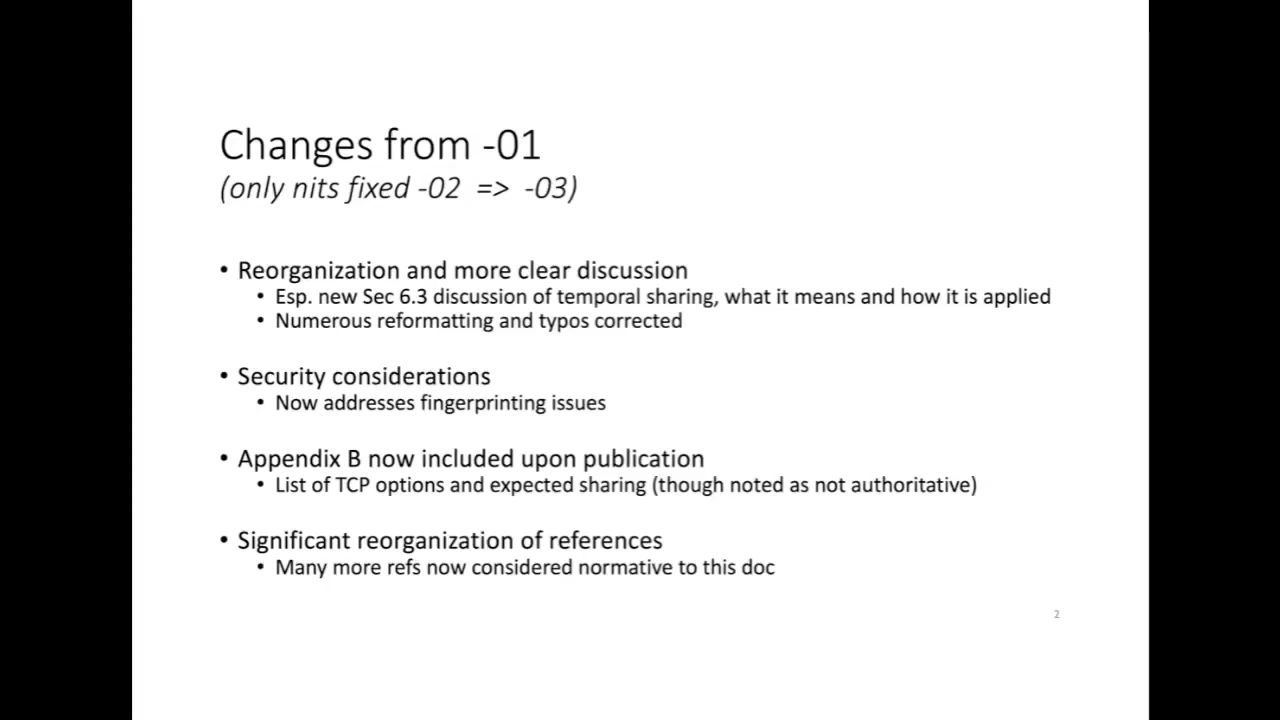 Changes from -01
(only nits fixed -02 => -03)
• Reorganization and more clear discussion
• Esp. new Sec 6.3 discussion of temporal sharing, what it means and how it is applied
• Numerous reformatting and typos corrected
• Security considerations
• Now addresses fingerprinting issues
• Appendix B now included upon publication
• List of TCP options and expected sharing (though noted as not authoritative)
• Significant reorganization of references
• Many more refs now considered normative to this doc
2